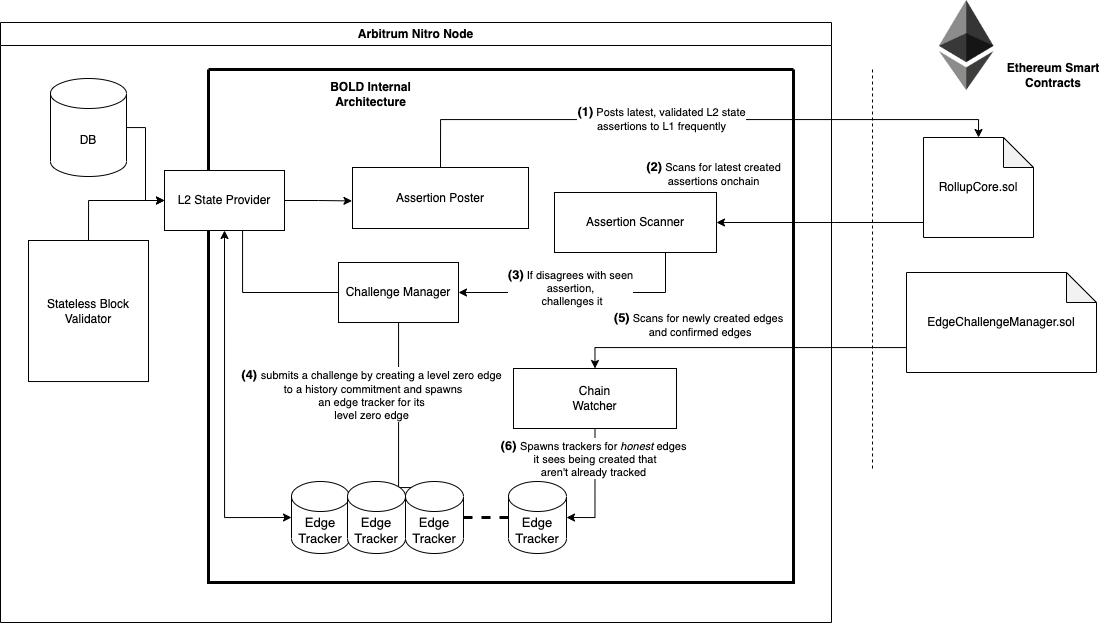 Arbitrum Nitro Node
Ethereum Smart
Contracts
BOLD Internal
Architecture
DB
(1) Posts latest, validated L2 state
assertions to L1 frequently
(2) Scans for latest created
assertions onchain
L2 State Provider
Assertion Poster
Assertion Scanner
RollupCore.sol
Stateless Block
Validator
Challenge Manager
(3) If disagrees with seen
assertion,
challenges it
(5) Scans for newly created edges
and confirmed edges
EdgeChallengeManager.sol
(4) submits a challenge by creating a level zero edge
to a history commitment and spawns
an edge tracker for its
level zero edge
Chain
Watcher
(6) Spawns trackers for honest edges
it sees being created that
aren't already tracked
Edge
Tracker
Edge
Tracker
Edge
Tracker
Edge
Tracker